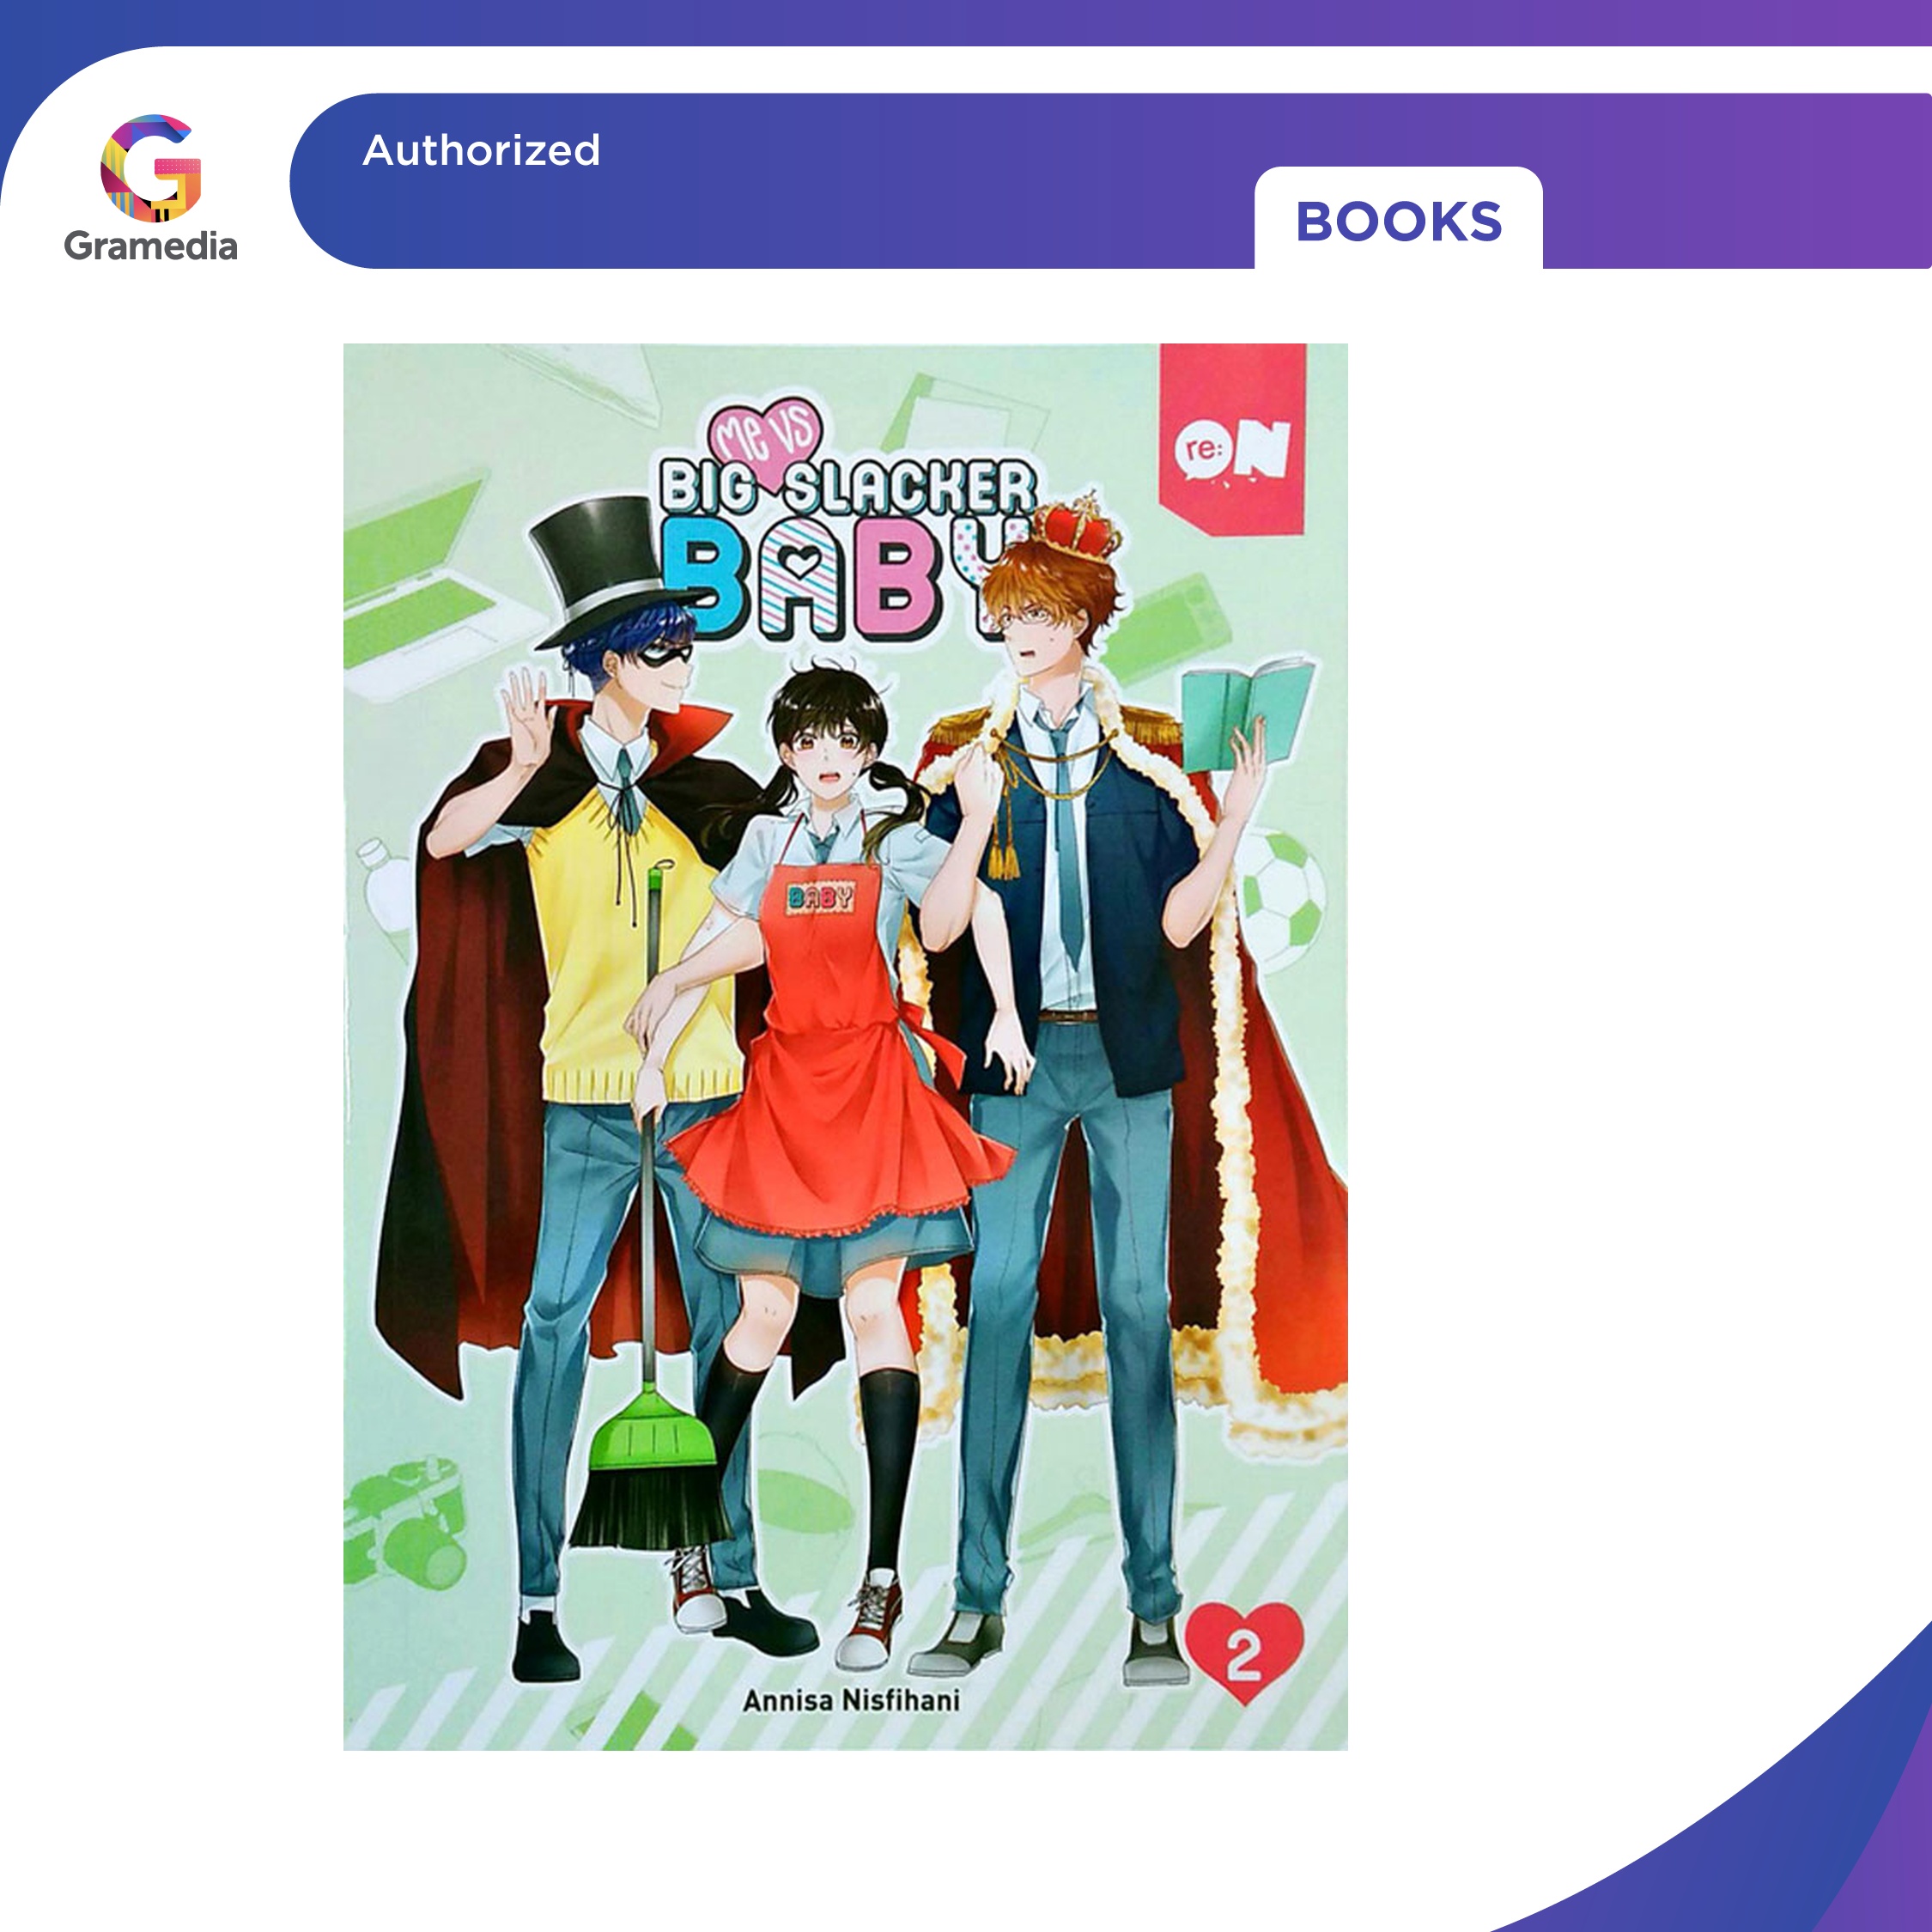 Gramedia
Authorized
BOOKS
re:ON
ME VS
BIG SLACKER
BABY
BABY
2
Annisa Nisfihani